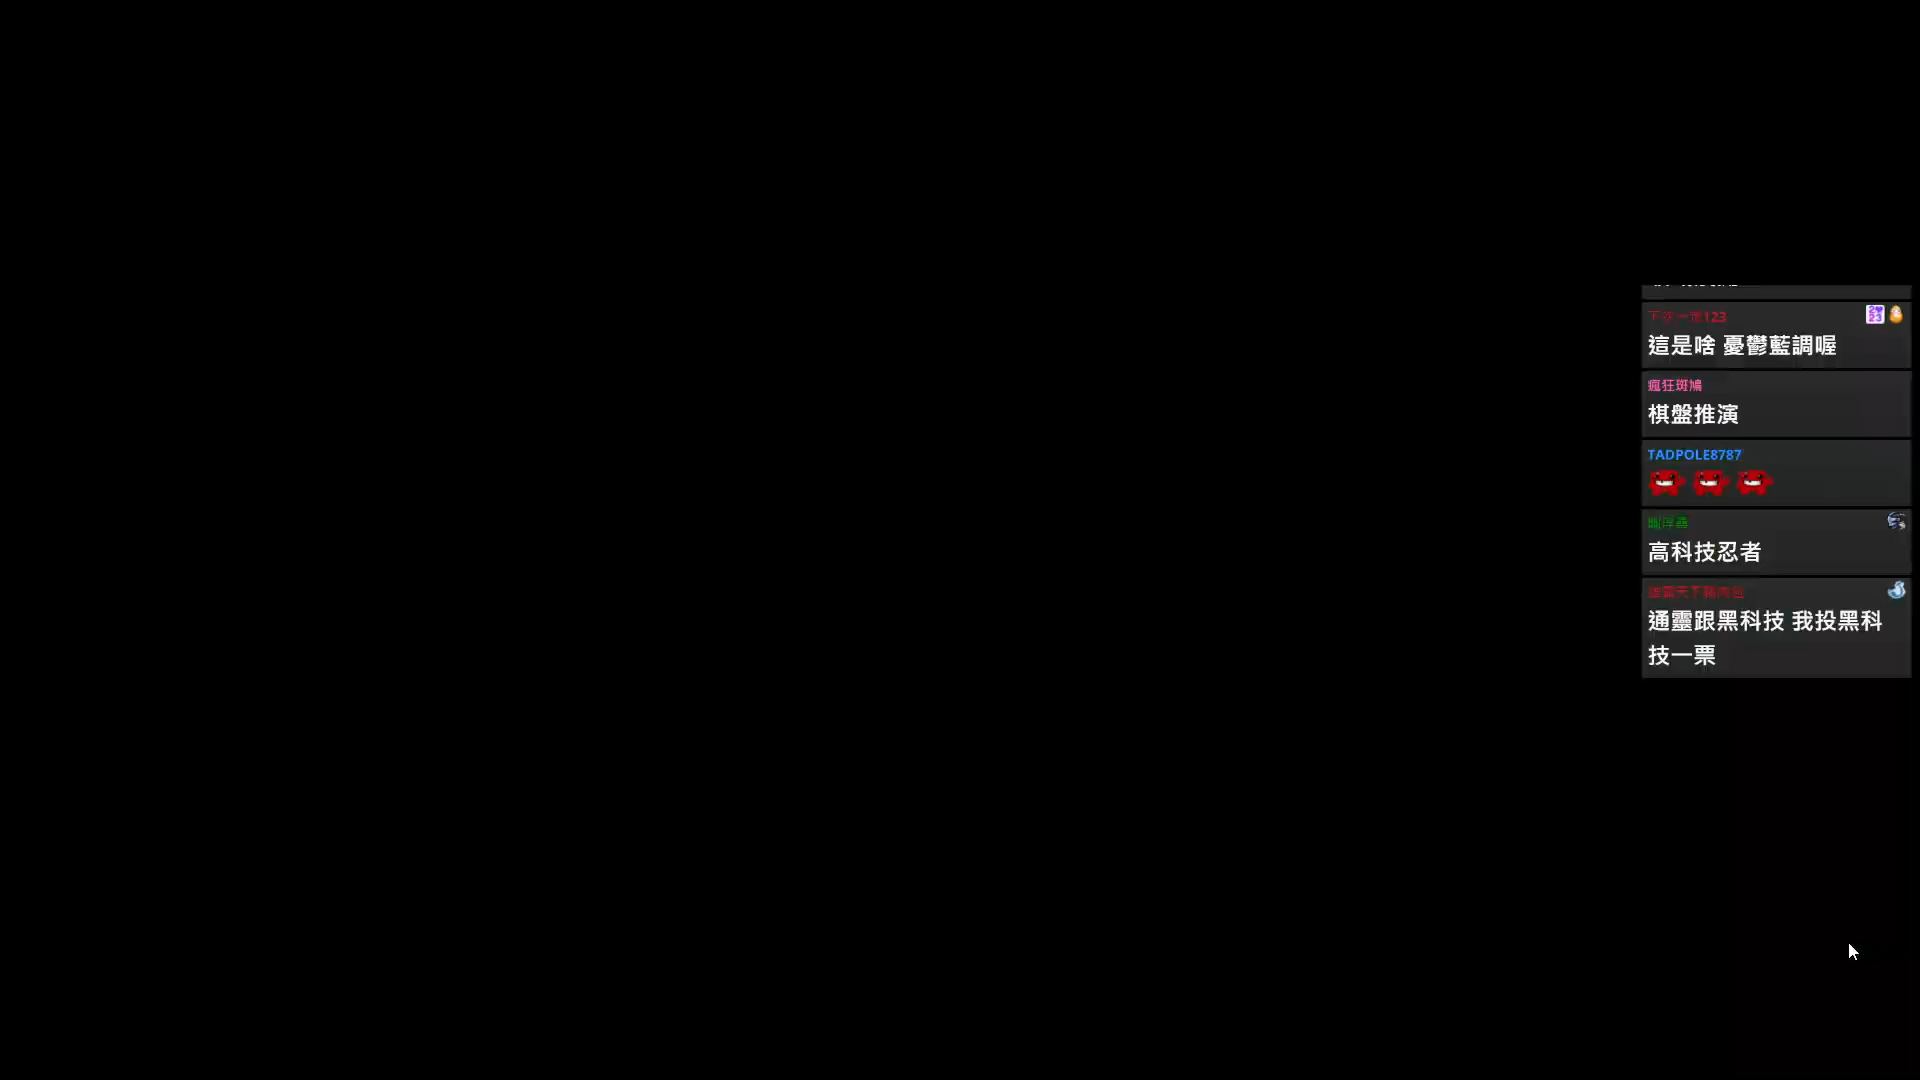 這是啥 憂鬱藍調喔
瘋狂斑鳩
棋盤推演
TADPOLE8787
高科技忍者
通靈跟黑科技 我投黑科
技一票